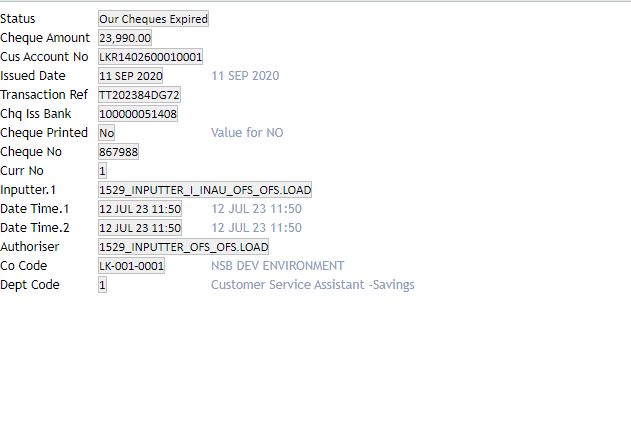 Status Our Cheques Expired
Cheque Amount 23,990.00
Cus Account No LKR1402600010001
Issued Date 11 SEP 2020 11 SEP 2020
Transaction Ref TT202384DG72
Chq Iss Bank 100000051408
Cheque Printed No Value for NO
Cheque No 867988
Curr No 1
Inputter.1 1529_INPUTTER_I_INAU_OFS_OFS.LOAD
Date Time.1 12 JUL 23 11:50 12 JUL 23 11:50
Date Time.2 12 JUL 23 11:50 12 JUL 23 11:50
Authoriser 1529_INPUTTER_OFS_OFS.LOAD
Co Code LK-001-0001 NSB DEV ENVIRONMENT
Dept Code 1 Customer Service Assistant -Savings